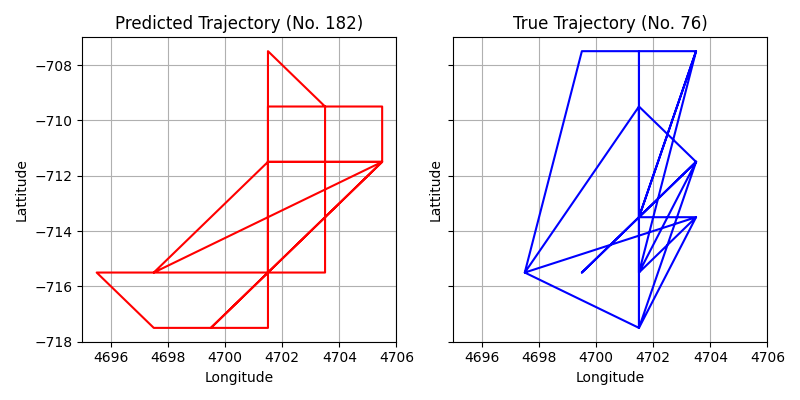 Predicted Trajectory (No. 182)
Lattitude
−708
−710
−712
−714
−716
−718
4696 4698 4700 4702 4704 4706
Longitude
True Trajectory (No. 76)
Lattitude
4696 4698 4700 4702 4704 4706
Longitude